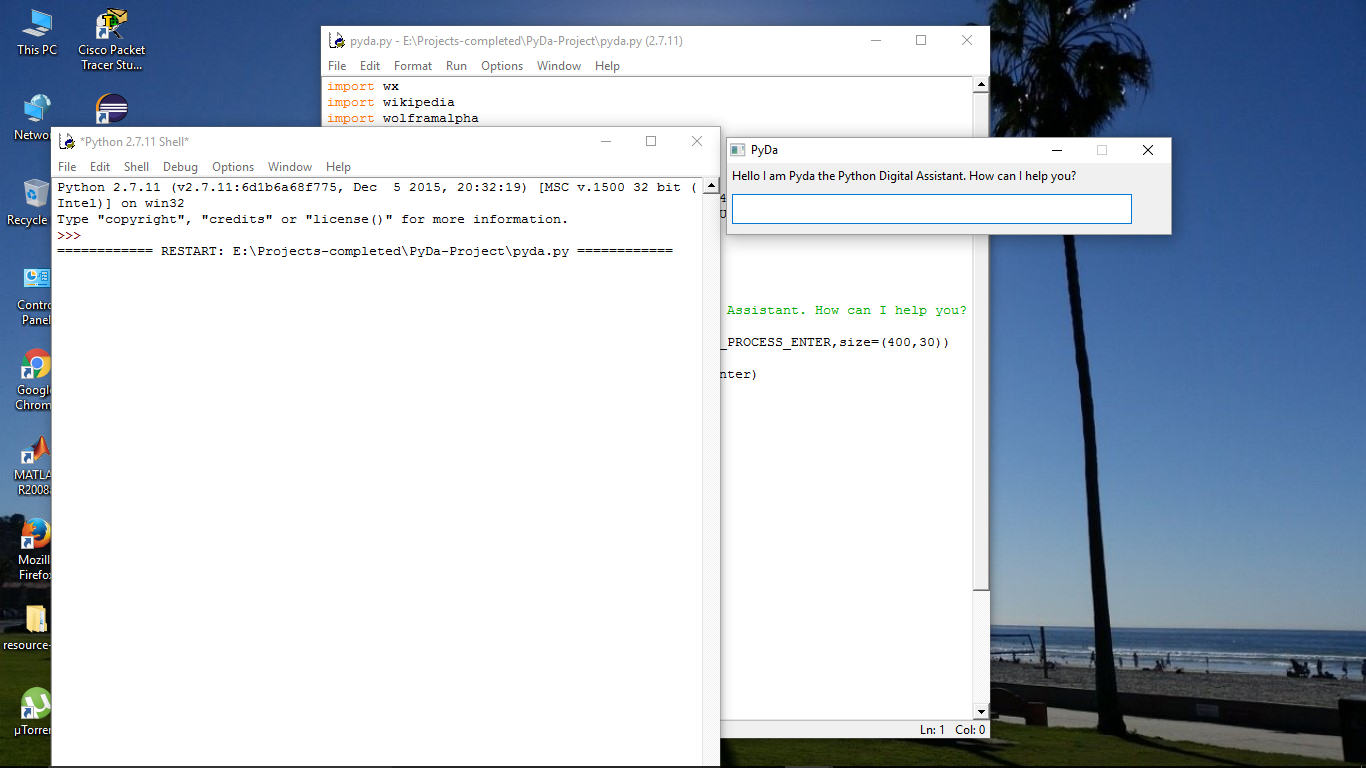 This PC
Cisco Packet
Tracer Stu...
Netwo
Recycle
Contro
Panel
Google
Chrom
MATLA
R2008
Mozill
Firefo
resource-
µTorren
pyda.py - E:\Projects-completed\PyDa-Project\pyda.py (2.7.11)
File Edit Format Run Options Window Help
import wx
import wikipedia
import wolframalpha
4
U
Assistant. How can I help you?
_PROCESS_ENTER,size=(400,30))
nter)
Ln: 1 Col: 0
*Python 2.7.11 Shell*
File Edit Shell Debug Options Window Help
Python 2.7.11 (v2.7.11:6d1b6a68f775, Dec  5 2015, 20:32:19) [MSC v.1500 32 bit (
Intel)] on win32
Type "copyright", "credits" or "license()" for more information.
>>>
============ RESTART: E:\Projects-completed\PyDa-Project\pyda.py ============
PyDa
Hello I am Pyda the Python Digital Assistant. How can I help you?